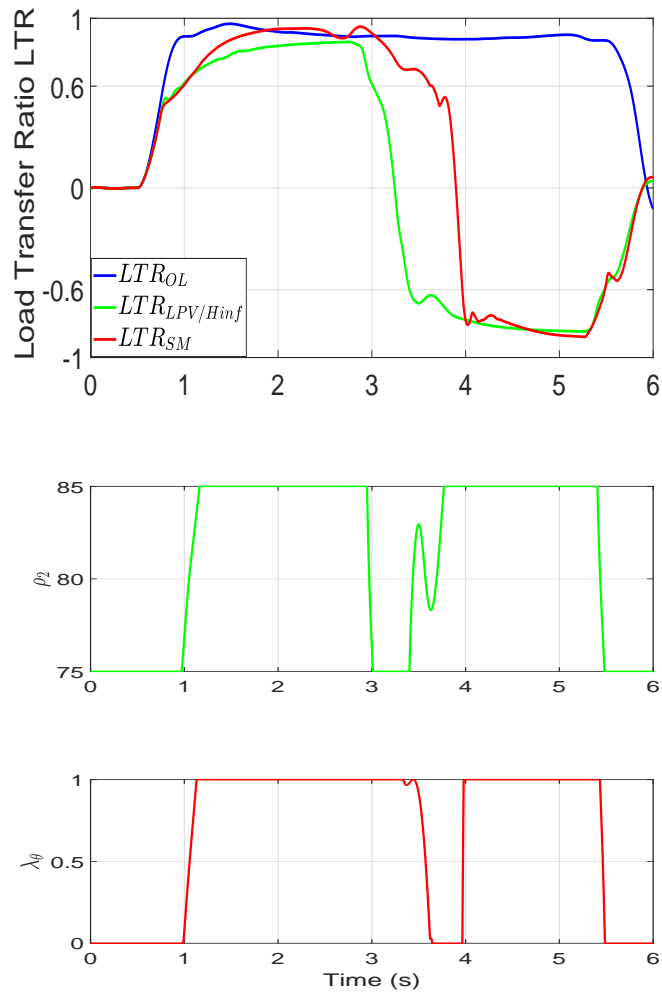 Load Transfer Ratio LTR
1
0.6
0
-0.6
-1
LTR_OL
LTR_LPV/Hinf
LTR_SM
0 1 2 3 4 5 6
ρ₂
85
80
75
0 1 2 3 4 5 6
λ_θ
1
0.5
0
0 1 2 3 4 5 6
Time (s)